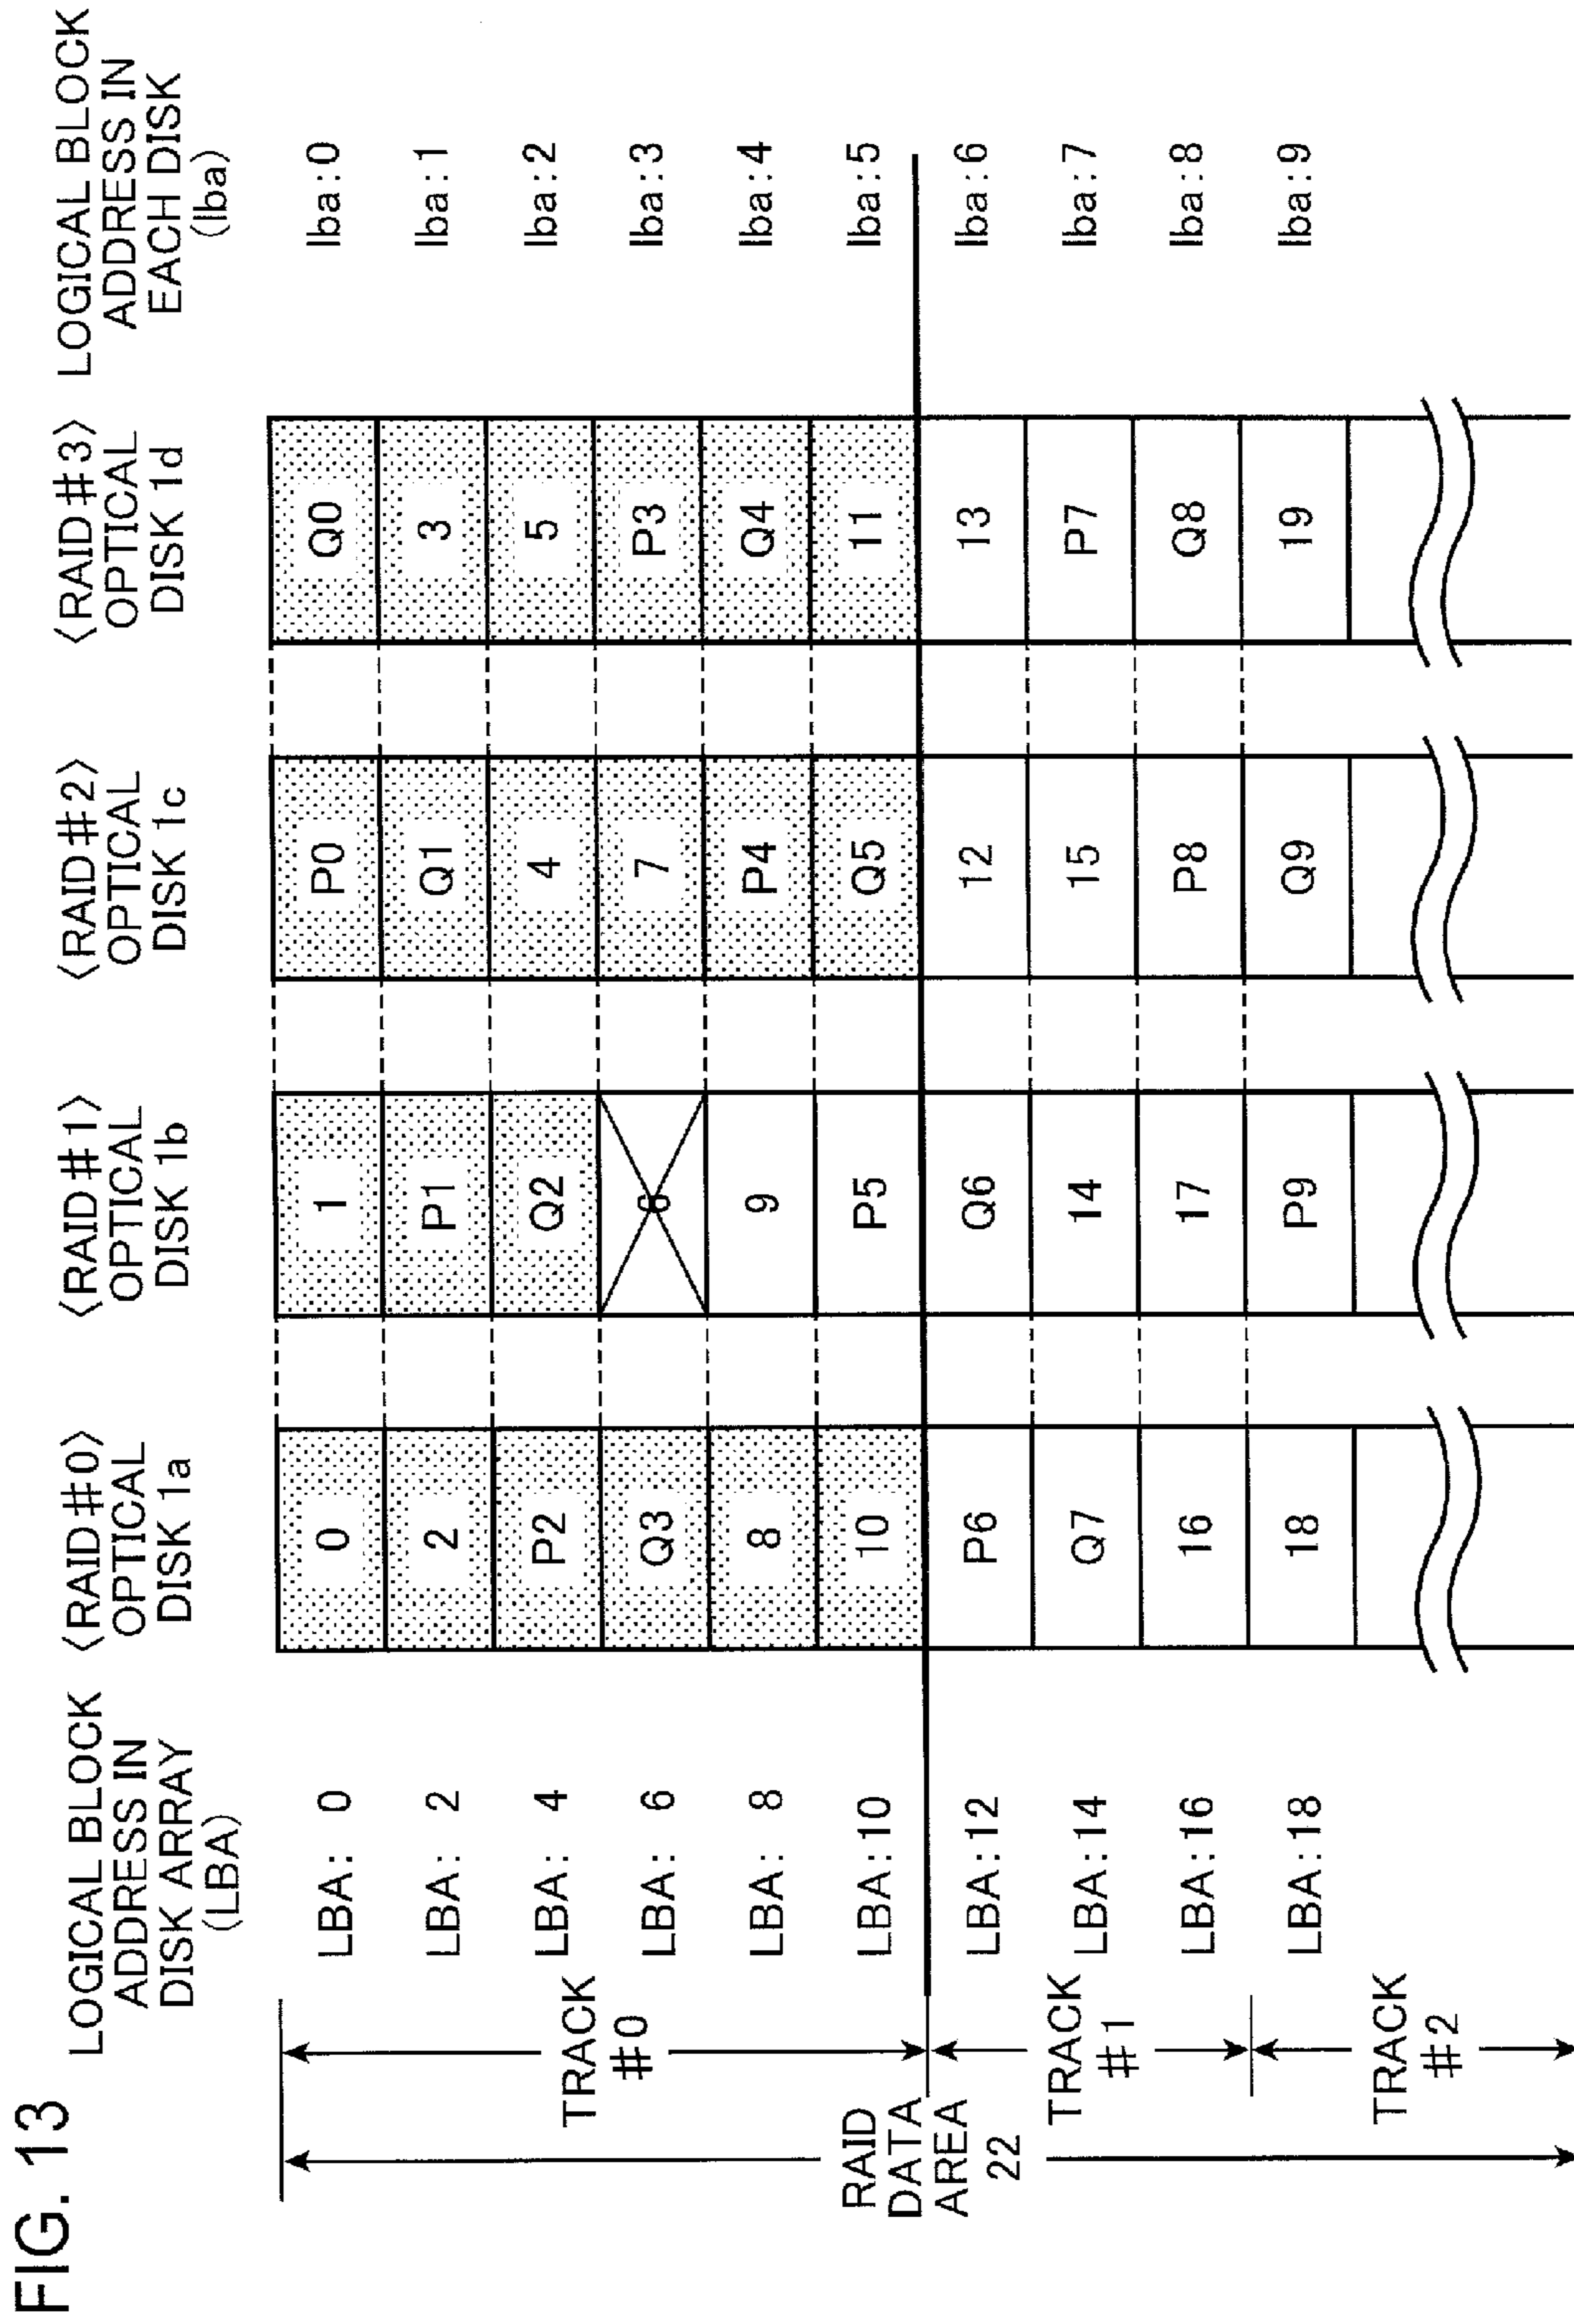 FIG. 13
LOGICAL BLOCK
ADDRESS IN
DISK ARRAY
(LBA)
〈RAID#0〉
OPTICAL
DISK 1a
〈RAID#1〉
OPTICAL
DISK 1b
〈RAID#2〉
OPTICAL
DISK 1c
〈RAID#3〉
OPTICAL
DISK 1d
LOGICAL BLOCK
ADDRESS IN
EACH DISK
(lba)
LBA: 0 0 1 P0 Q0 lba:0
LBA: 2 2 P1 Q1 3 lba:1
LBA: 4 P2 Q2 4 5 lba:2
LBA: 6 Q3 6 7 P3 lba:3
LBA: 8 8 9 P4 Q4 lba:4
LBA:10 10 P5 Q5 11 lba:5
LBA:12 P6 Q6 12 13 lba:6
LBA:14 Q7 14 15 P7 lba:7
LBA:16 16 17 P8 Q8 lba:8
LBA:18 18 P9 Q9 19 lba:9
TRACK
#0
TRACK
#1
TRACK
#2
RAID
DATA
AREA
22